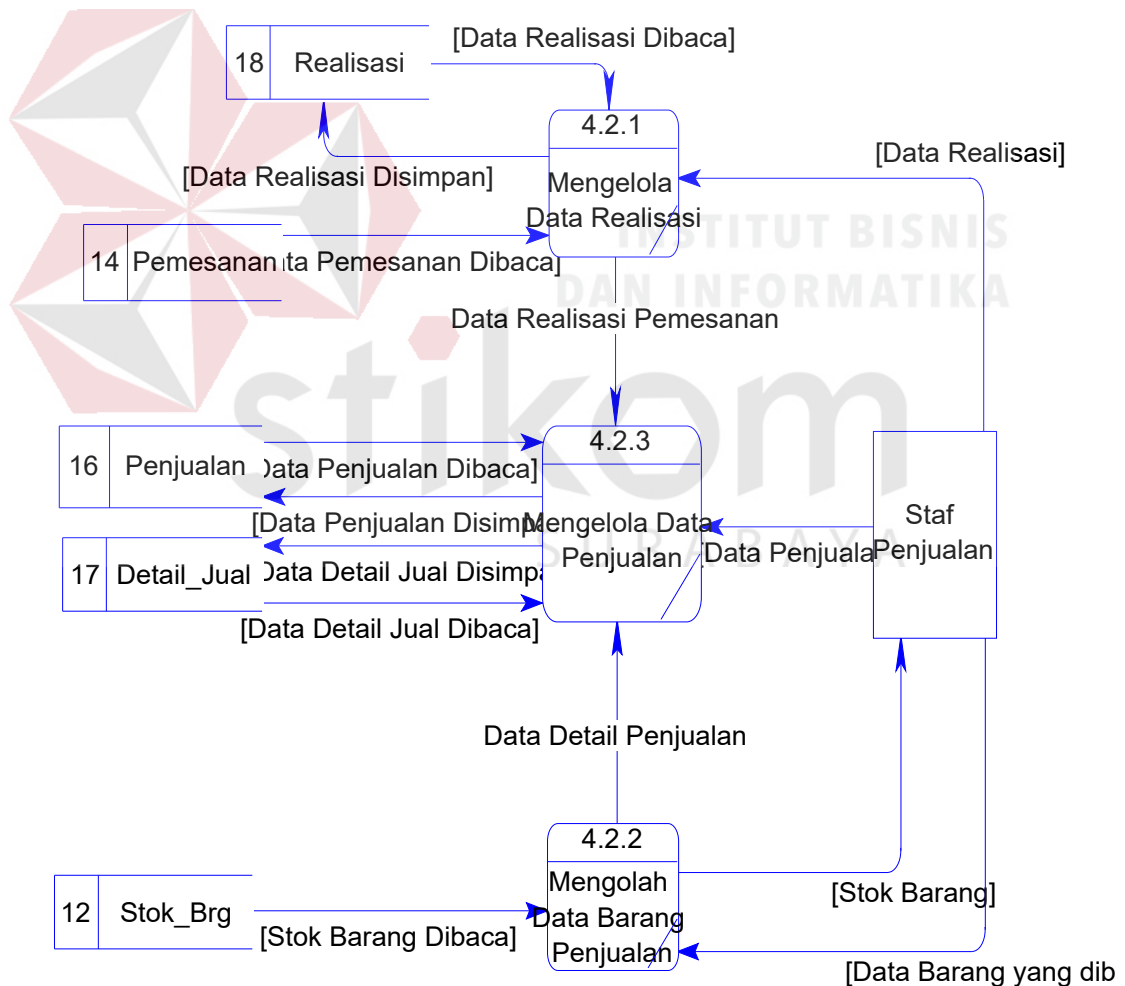 [Data Realisasi Dibaca]
18 Realisasi
4.2.1
[Data Realisasi]
[Data Realisasi Disimpan]
Mengelola
Data Realisasi
INSTITUT BISNIS
14 Pemesanan ta Pemesanan Dibaca]
DAN INFORMATIKA
Data Realisasi Pemesanan
stikom
4.2.3
16 Penjualan Data Penjualan Dibaca]
Staf
Penjualan
[Data Penjualan Disimpa
Mengelola Data
Penjualan
[Data Penjuala
SURABAYA
17 Detail_Jual Data Detail Jual Disimpa
[Data Detail Jual Dibaca]
Data Detail Penjualan
4.2.2
Mengolah
Data Barang
Penjualan
[Stok Barang]
12 Stok_Brg
[Stok Barang Dibaca]
[Data Barang yang dib